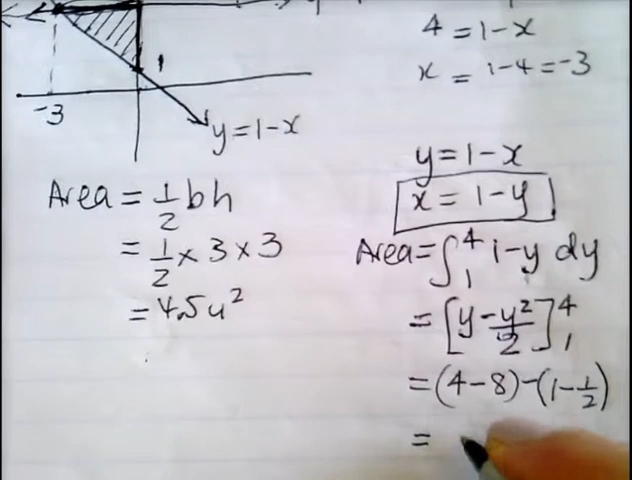 4 = 1-x
x = 1-4 = -3
1
-3
y=1-x
Area = 1/2 bh
= 1/2 × 3 × 3
= 4.5u²
y=1-x
x = 1-y
Area = ∫₁⁴ 1-y dy
= [y - y²/2]₁⁴
= (4-8)-(1-1/2)
=